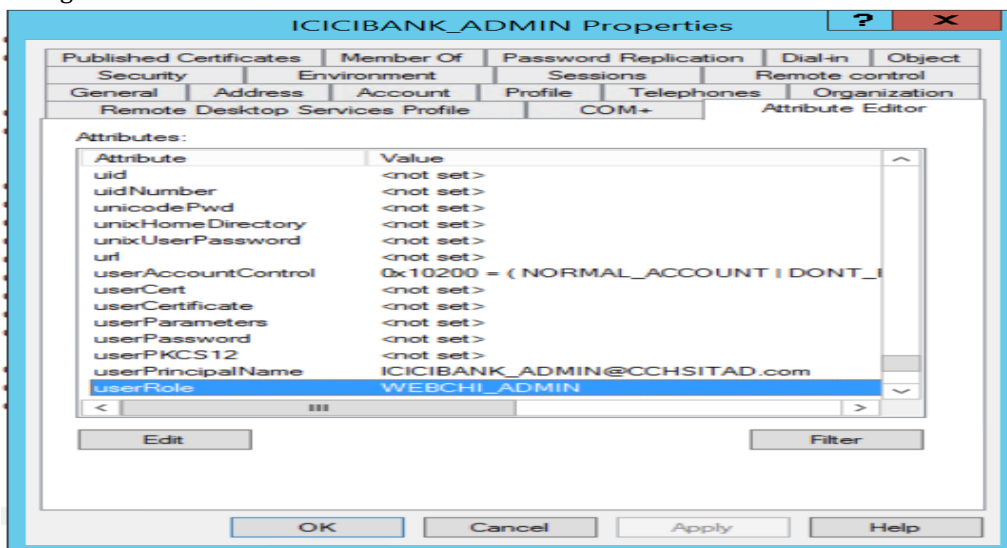 ICICIBANK_ADMIN Properties ? x
Published Certificates Member Of Password Replication Dial-in Object
Security Environment Sessions Remote control
General Address Account Profile Telephones Organization
Remote Desktop Services Profile COM+ Attribute Editor
Attributes:
Attribute Value
uid <not set>
uidNumber <not set>
unicodePwd <not set>
unixHomeDirectory <not set>
unixUserPassword <not set>
url <not set>
userAccountControl 0x10200 = ( NORMAL_ACCOUNT | DONT_
userCert <not set>
userCertificate <not set>
userParameters <not set>
userPassword <not set>
userPKCS12 <not set>
userPrincipalName ICICIBANK_ADMIN@CCHSITAD.com
userRole WEBCHI_ADMIN
Edit Filter
OK Cancel Apply Help